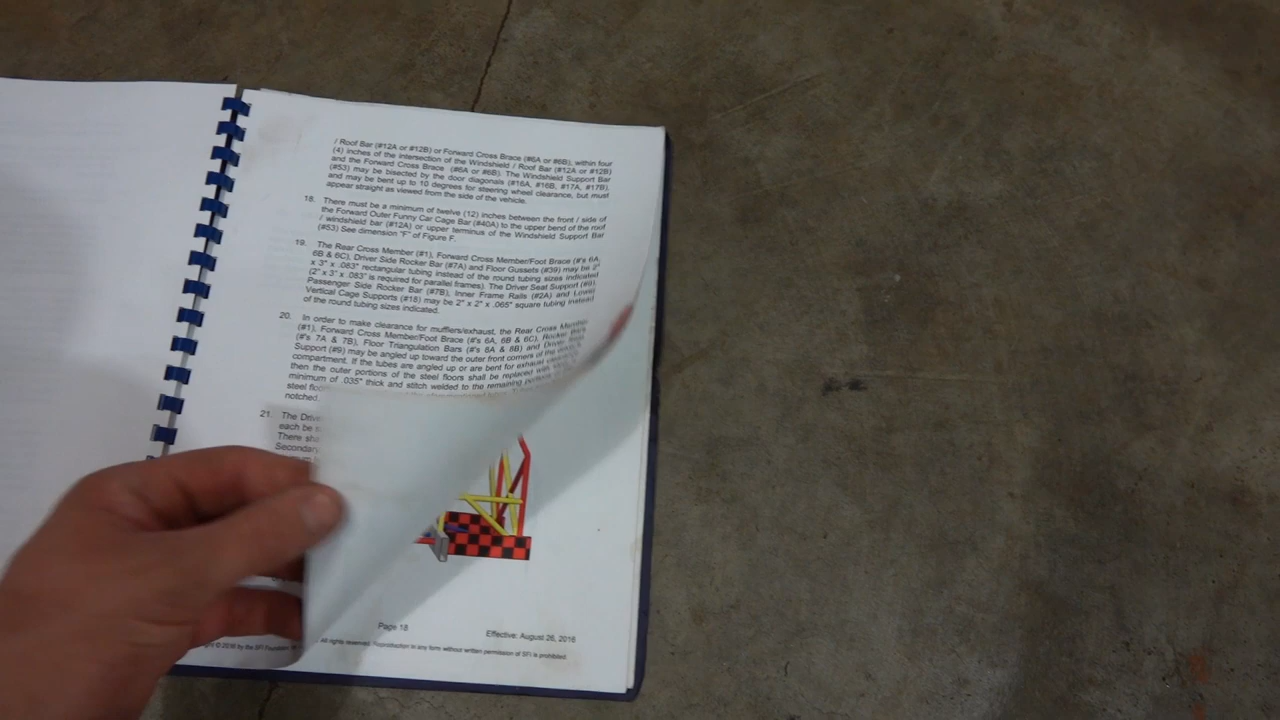 / Roof Bar (#12A or #12B) or Forward Cross Brace (#6A or #6B), within four
(4) inches of the intersection of the Windshield / Roof Bar (#12A or #12B)
and the Forward Cross Brace (#6A or #6B). The Windshield Support Bar
(#53) may be bisected by the door diagonals (#16A, #16B, #17A, #17B),
and may be bent up to 10 degrees for steering wheel clearance, but must
appear straight as viewed from the side of the vehicle.
18. There must be a minimum of twelve (12) inches between the front / side of
the Forward Outer Funny Car Cage Bar (#40A) to the upper bend of the roof
/ windshield bar (#12A) or upper terminus of the Windshield Support Bar
(#53) See dimension "F" of Figure F.
19. The Rear Cross Member (#1), Forward Cross Member/Foot Brace (#'s 6A,
6B & 6C), Driver Side Rocker Bar (#7A) and Floor Gussets (#39) may be 2"
x 3" x .083" rectangular tubing instead of the round tubing sizes indicated
(2" x 3" x .083" is required for parallel frames). The Driver Seat Support (#9),
Passenger Side Rocker Bar (#7B), Inner Frame Rails (#2A) and Lower
Vertical Cage Supports (#18) may be 2" x 2" x .065" square tubing instead
of the round tubing sizes indicated.
20. In order to make clearance for mufflers/exhaust, the Rear Cross Member
(#1), Forward Cross Member/Foot Brace (#'s 6A, 6B & 6C), Rocker
(#'s 7A & 7B), Floor Triangulation Bars (#'s 8A & 8B) and Driver
Support (#9) may be angled up toward the outer front corners of the
compartment. If the tubes are angled up or are bent for exhaust
then the outer portions of the steel floors shall be replaced
minimum of .035" thick and stitch welded to the remaining portions
steel
notched.
21. The
each be
There
Secondary
Page 18
Effective: August 26, 2016
© 2016 by the SFI Foundation All rights reserved. Reproduction in any form without written permission of SFI is prohibited.